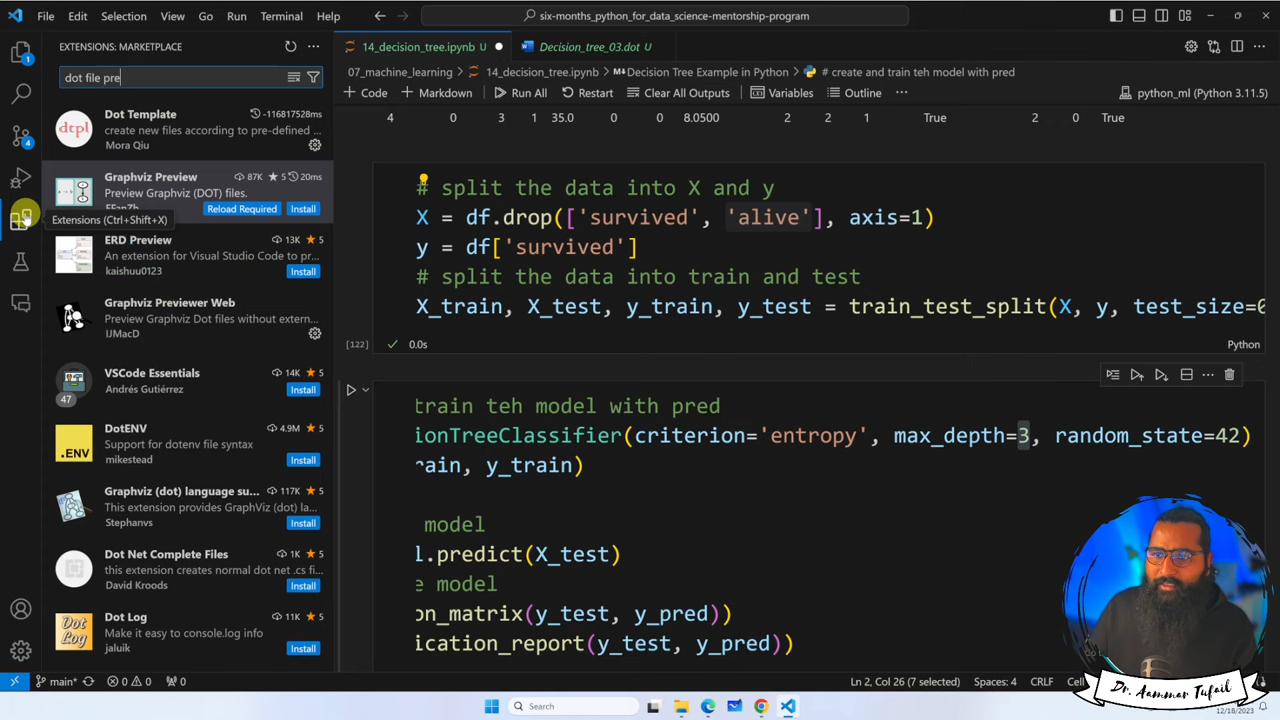 File Edit Selection View Go Run Terminal Help
six-months_python_for_data_science-mentorship-program
EXTENSIONS: MARKETPLACE
dot file pre
14_decision_tree.ipynb U
Decision_tree_03.dot U
07_machine_learning > 14_decision_tree.ipynb > Decision Tree Example in Python > # create and train teh model with pred
+ Code + Markdown Run All Restart Clear All Outputs Variables Outline ... python_ml (Python 3.11.5)
4 0 3 1 35.0 0 0 8.0500 2 2 1 True 2 0 True
1
4
dtpl
Dot Template -116817528ms
create new files according to pre-defined ...
Mora Qiu
Graphviz Preview 87K 5 20ms
Preview Graphviz (DOT) files.
EFanZh Reload Required Install
Extensions (Ctrl+Shift+X)
ERD Preview 13K 5
An extension for Visual Studio Code to pr...
kaishuu0123 Install
Graphviz Previewer Web
Preview Graphviz Dot files without extern...
IJMacD
VSCode Essentials 14K 5
Andrés Gutiérrez Install
47
DotENV 4.9M 5
Support for dotenv file syntax
mikestead Install
.ENV
Graphviz (dot) language su... 117K 5
This extension provides GraphViz (dot) la...
Stephanvs Install
Dot Net Complete Files 1K 5
this extension creates normal dot net .cs fi...
David Kroods Install
Dot Log 11K 5
Make it easy to console.log info
jaluik Install
DOT
LOG
# split the data into X and y
X = df.drop(['survived', 'alive'], axis=1)
y = df['survived']
# split the data into train and test
X_train, X_test, y_train, y_test = train_test_split(X, y, test_size=0
[122] 0.0s Python
train teh model with pred
ionTreeClassifier(criterion='entropy', max_depth=3, random_state=42)
rain, y_train)
model
l.predict(X_test)
e model
on_matrix(y_test, y_pred))
ication_report(y_test, y_pred))
main* 0 0 0 Ln 2, Col 26 (7 selected) Spaces: 4 CRLF Cel
Dr. Aammar Tufail
Search
12/18/2023